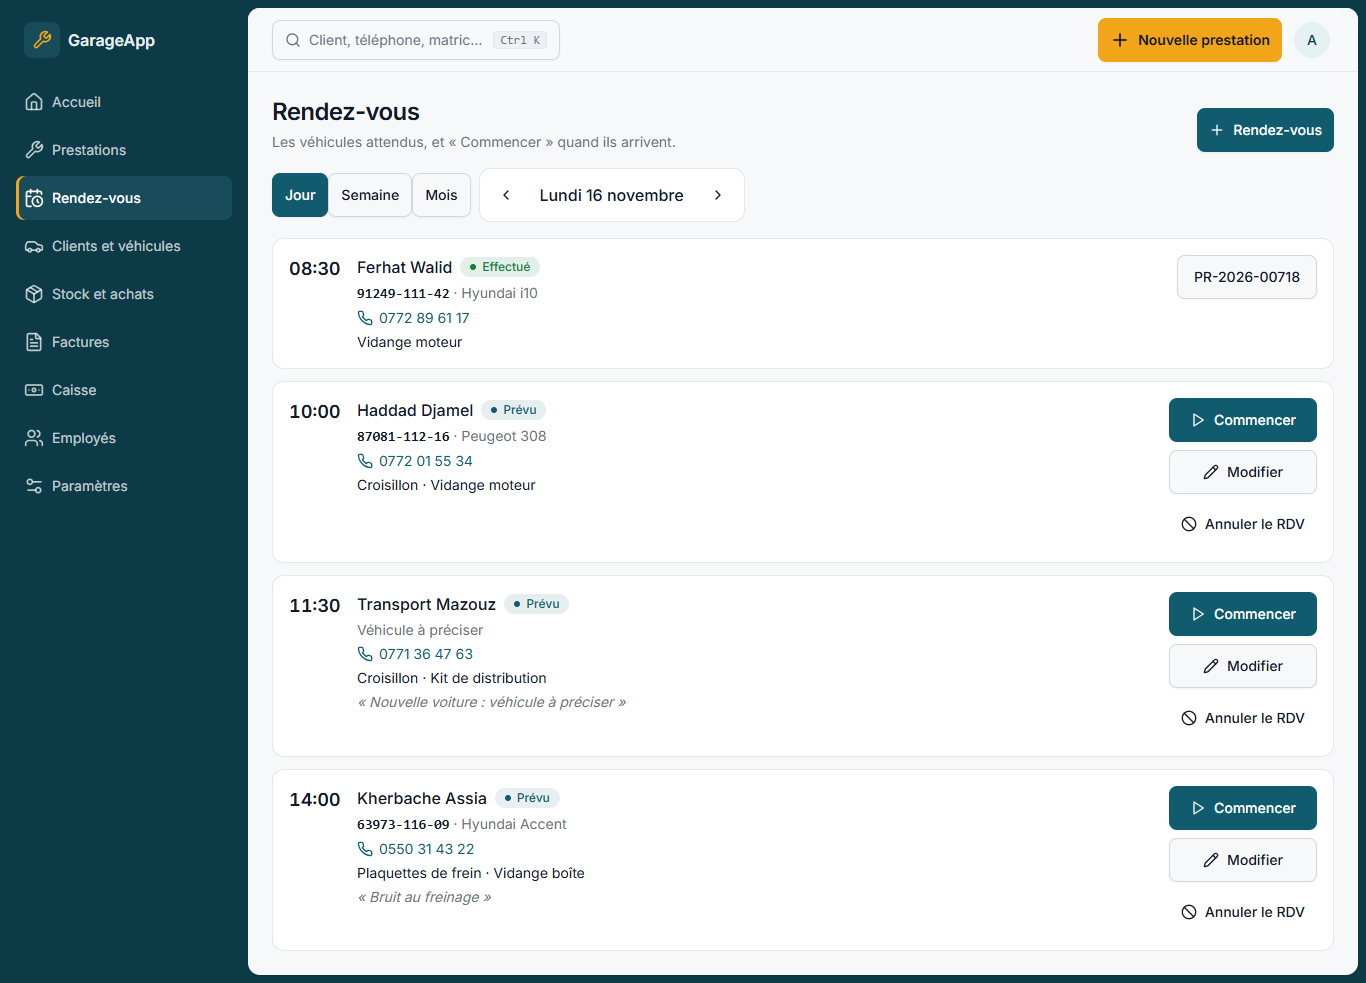 GarageApp
Accueil
Prestations
Rendez-vous
Clients et véhicules
Stock et achats
Factures
Caisse
Employés
Paramètres
Client, téléphone, matric... Ctrl K
Nouvelle prestation
A
Rendez-vous
Les véhicules attendus, et « Commencer » quand ils arrivent.
Rendez-vous
Jour Semaine Mois Lundi 16 novembre
08:30 Ferhat Walid Effectué
91249-111-42 · Hyundai i10
0772 89 61 17
Vidange moteur
PR-2026-00718
10:00 Haddad Djamel Prévu
87081-112-16 · Peugeot 308
0772 01 55 34
Croisillon · Vidange moteur
Commencer
Modifier
Annuler le RDV
11:30 Transport Mazouz Prévu
Véhicule à préciser
0771 36 47 63
Croisillon · Kit de distribution
« Nouvelle voiture : véhicule à préciser »
Commencer
Modifier
Annuler le RDV
14:00 Kherbache Assia Prévu
63973-116-09 · Hyundai Accent
0550 31 43 22
Plaquettes de frein · Vidange boîte
« Bruit au freinage »
Commencer
Modifier
Annuler le RDV